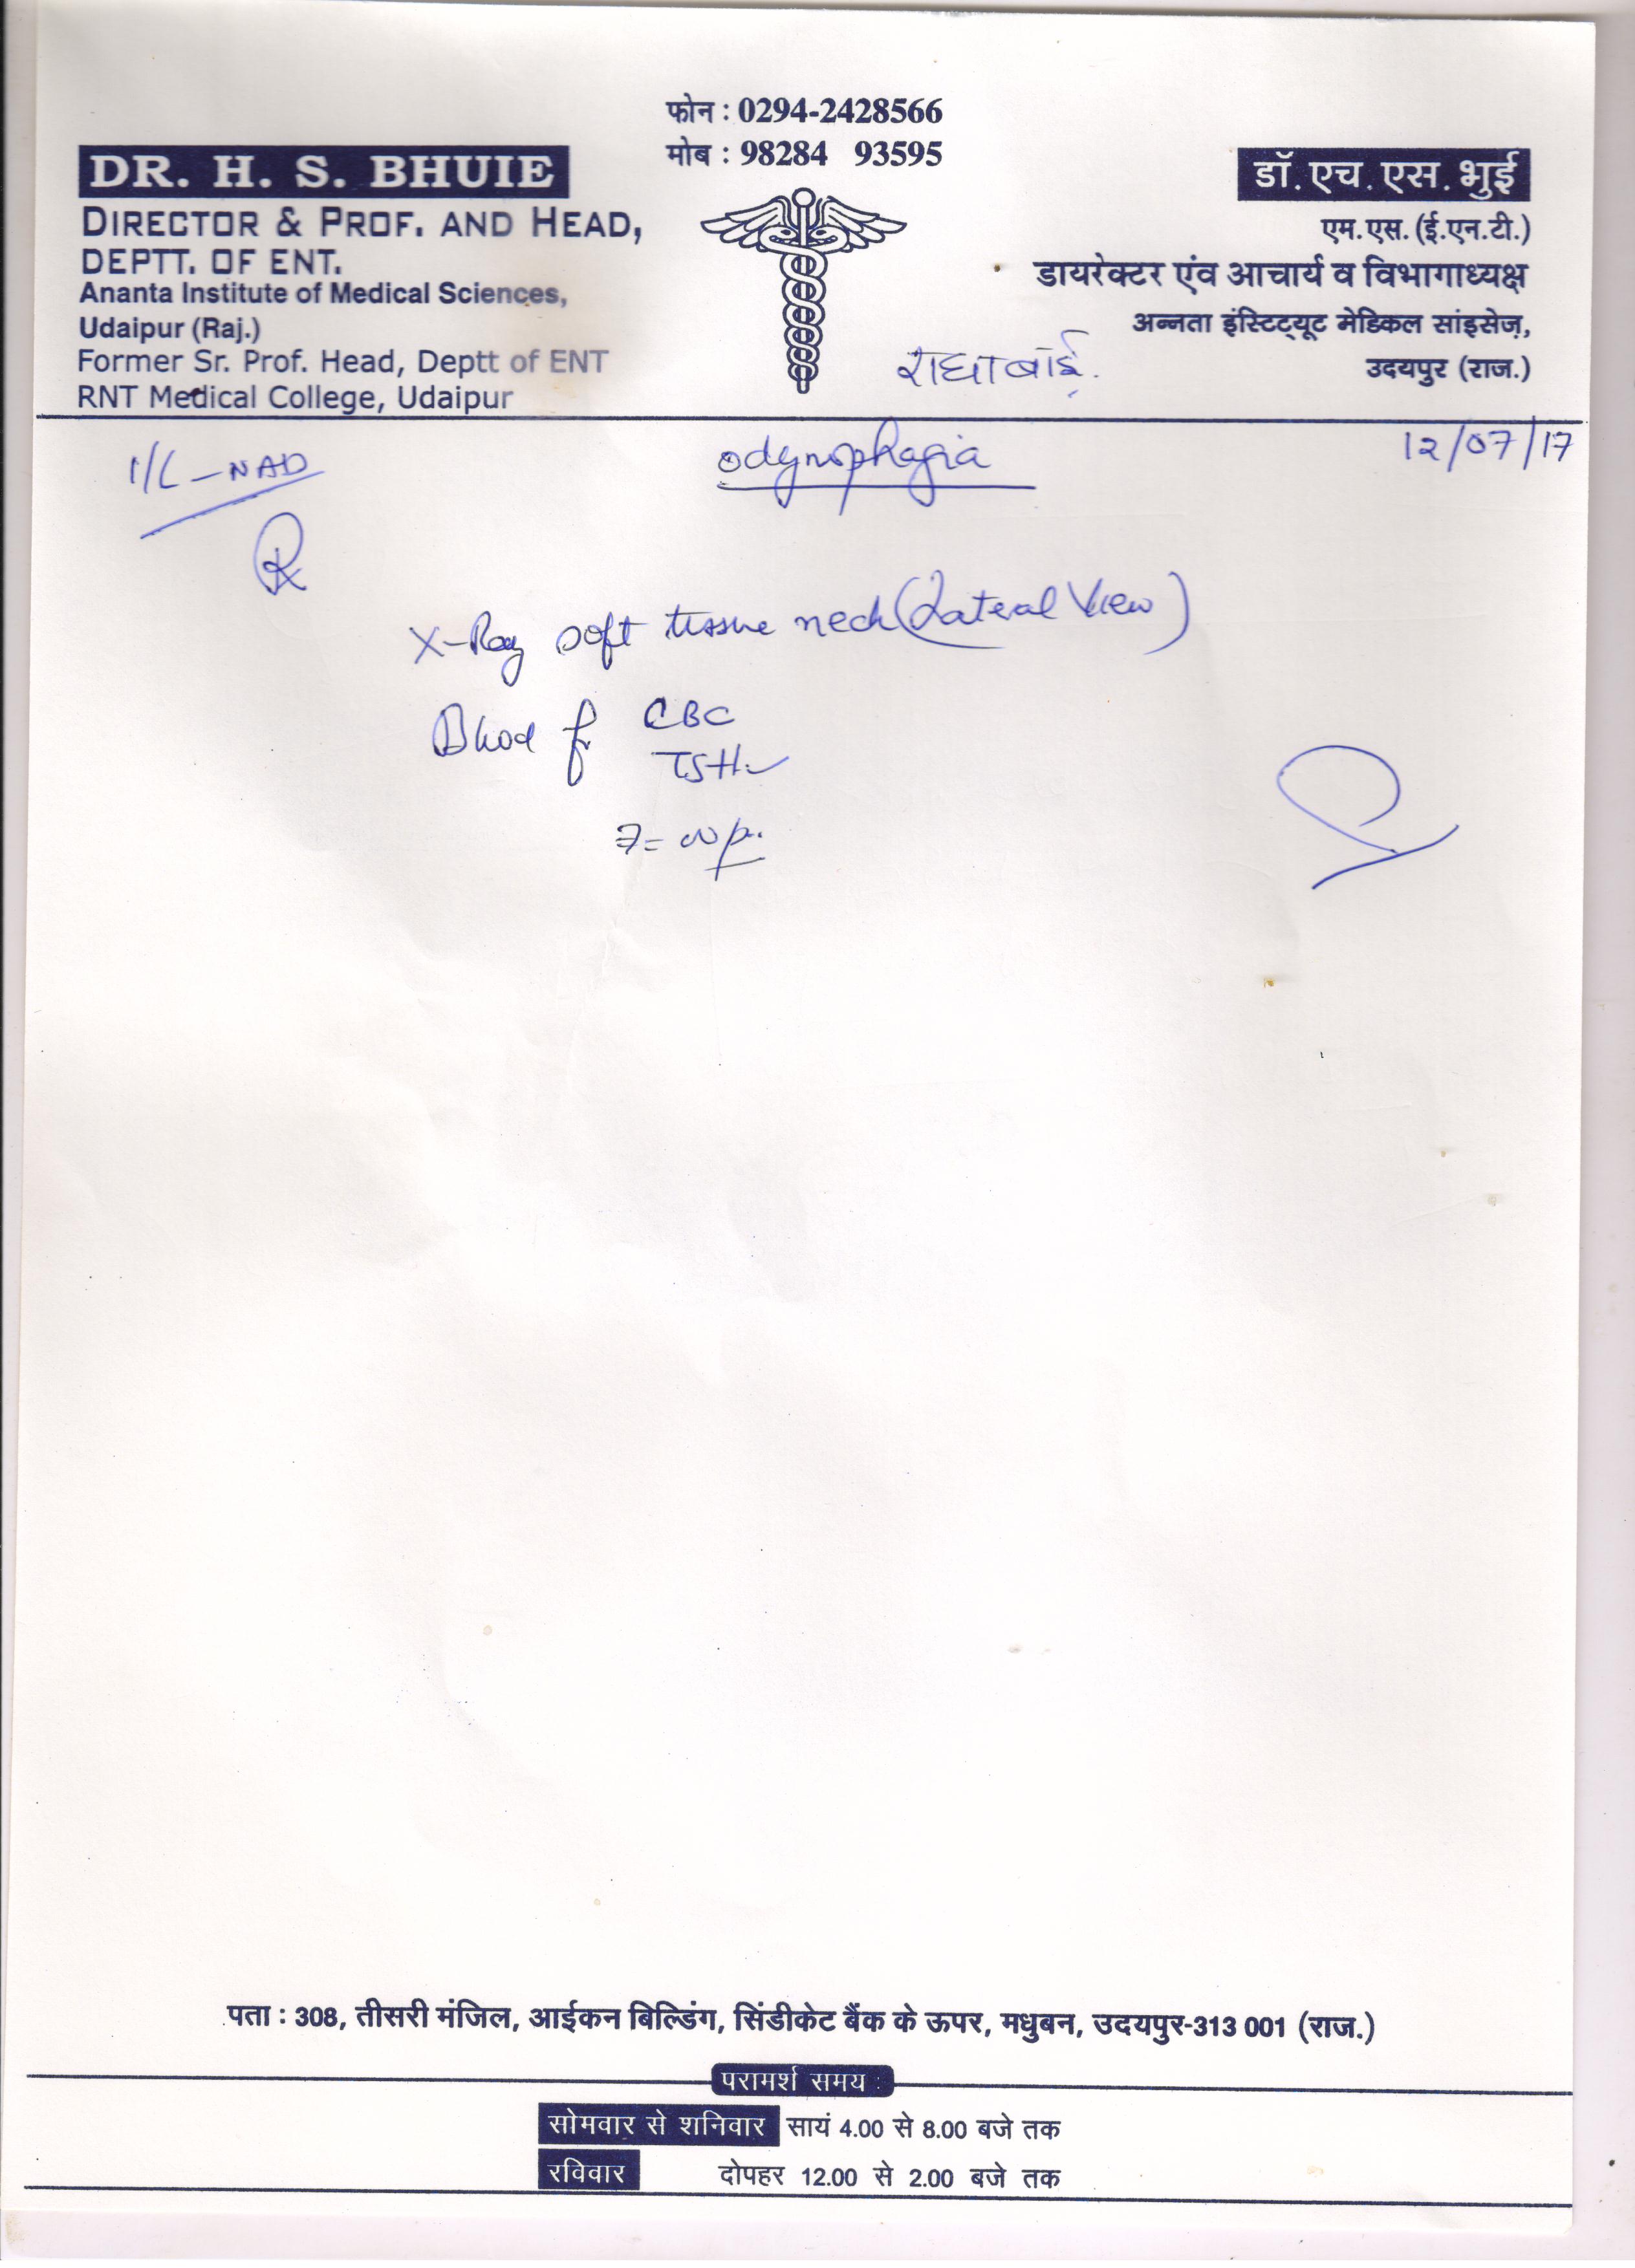 फोन : 0294-2428566
मोब : 98284 93595
DR. H. S. BHUIE
DIRECTOR & PROF. AND HEAD,
DEPTT. OF ENT.
Ananta Institute of Medical Sciences,
Udaipur (Raj.)
Former Sr. Prof. Head, Deptt of ENT
RNT Medical College, Udaipur
डॉ. एच. एस. भुई
एम.एस. (ई.एन.टी.)
डायरेक्टर एंव आचार्य व विभागाध्यक्ष
अन्नता इंस्टिट्यूट मेडिकल सांइसेज़,
उदयपुर (राज.)
राधाबाई.
12/07/17
I/L - NAD
odynophagia
Rx
X-Ray soft tissue neck (Lateral View)
Blood f CBC
TSH
पता : 308, तीसरी मंजिल, आईकन बिल्डिंग, सिंडीकेट बैंक के ऊपर, मधुबन, उदयपुर-313 001 (राज.)
परामर्श समय :
सोमवार से शनिवार सायं 4.00 से 8.00 बजे तक
रविवार दोपहर 12.00 से 2.00 बजे तक